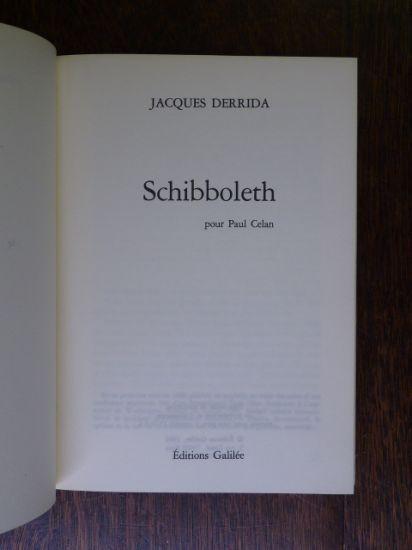 JACQUES DERRIDA
Schibboleth
pour Paul Celan
Éditions Galilée